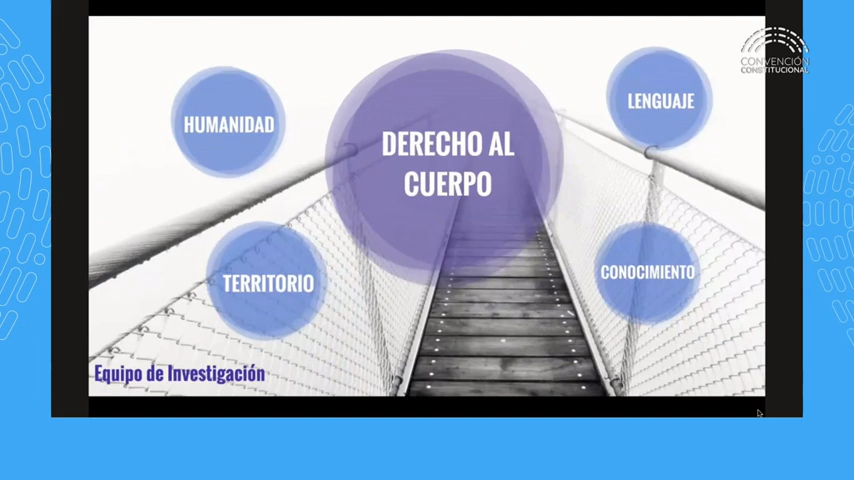 CONVENCIÓN
CONSTITUCIONAL
HUMANIDAD
DERECHO AL
CUERPO
LENGUAJE
TERRITORIO
CONOCIMIENTO
Equipo de Investigación